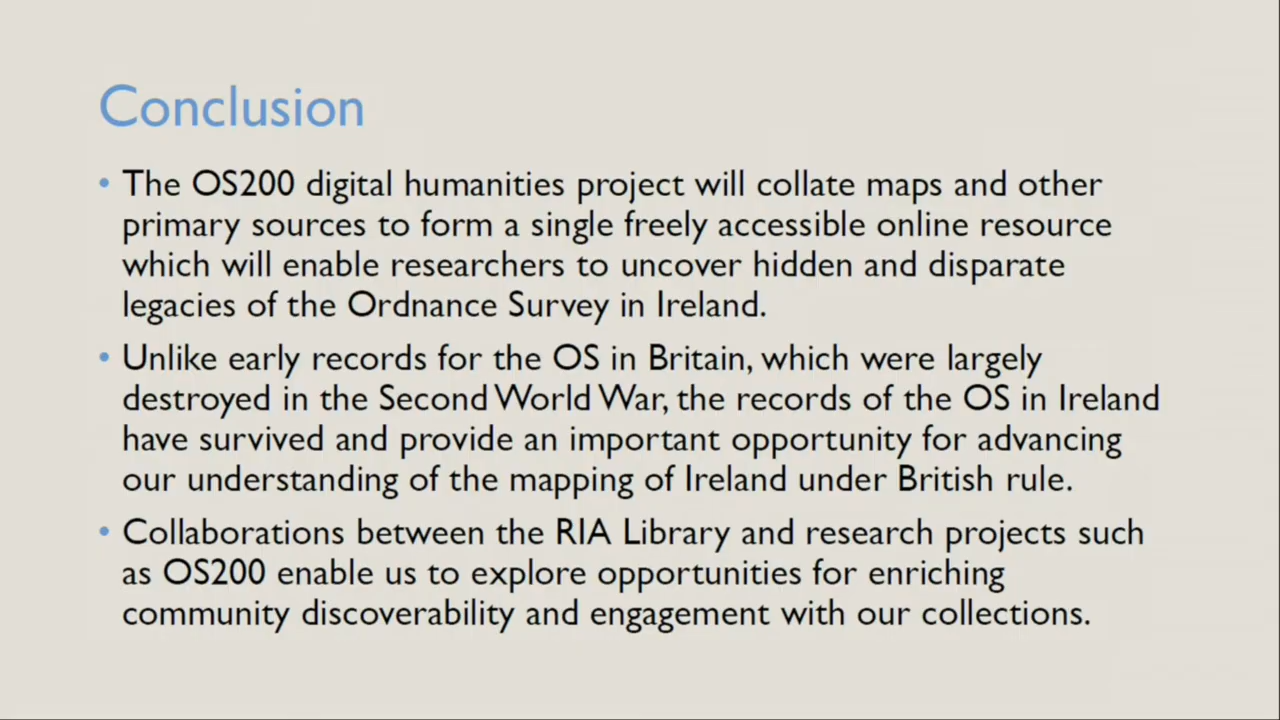 Conclusion
• The OS200 digital humanities project will collate maps and other
primary sources to form a single freely accessible online resource
which will enable researchers to uncover hidden and disparate
legacies of the Ordnance Survey in Ireland.
• Unlike early records for the OS in Britain, which were largely
destroyed in the Second World War, the records of the OS in Ireland
have survived and provide an important opportunity for advancing
our understanding of the mapping of Ireland under British rule.
• Collaborations between the RIA Library and research projects such
as OS200 enable us to explore opportunities for enriching
community discoverability and engagement with our collections.